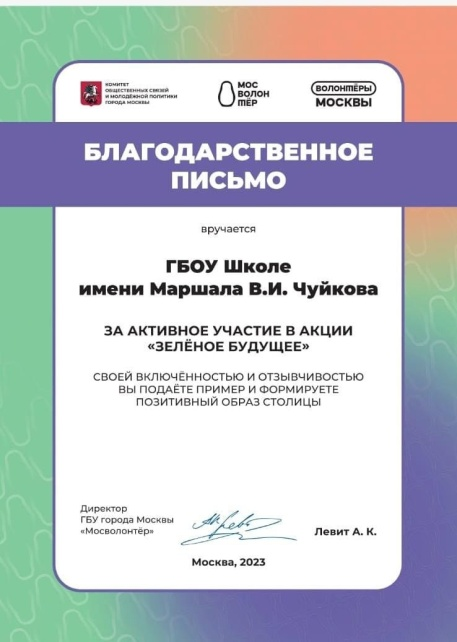 КОМИТЕТ
ОБЩЕСТВЕННЫХ СВЯЗЕЙ
И МОЛОДЁЖНОЙ ПОЛИТИКИ
ГОРОДА МОСКВЫ
МОС
ВОЛОН
ТЁР
ВОЛОНТЁРЫ
МОСКВЫ
БЛАГОДАРСТВЕННОЕ
ПИСЬМО
вручается
ГБОУ Школе
имени Маршала В.И. Чуйкова
ЗА АКТИВНОЕ УЧАСТИЕ В АКЦИИ
«ЗЕЛЁНОЕ БУДУЩЕЕ»
СВОЕЙ ВКЛЮЧЁННОСТЬЮ И ОТЗЫВЧИВОСТЬЮ
ВЫ ПОДАЁТЕ ПРИМЕР И ФОРМИРУЕТЕ
ПОЗИТИВНЫЙ ОБРАЗ СТОЛИЦЫ
Директор
ГБУ города Москвы
«Мосволонтёр»
Левит А. К.
Москва, 2023